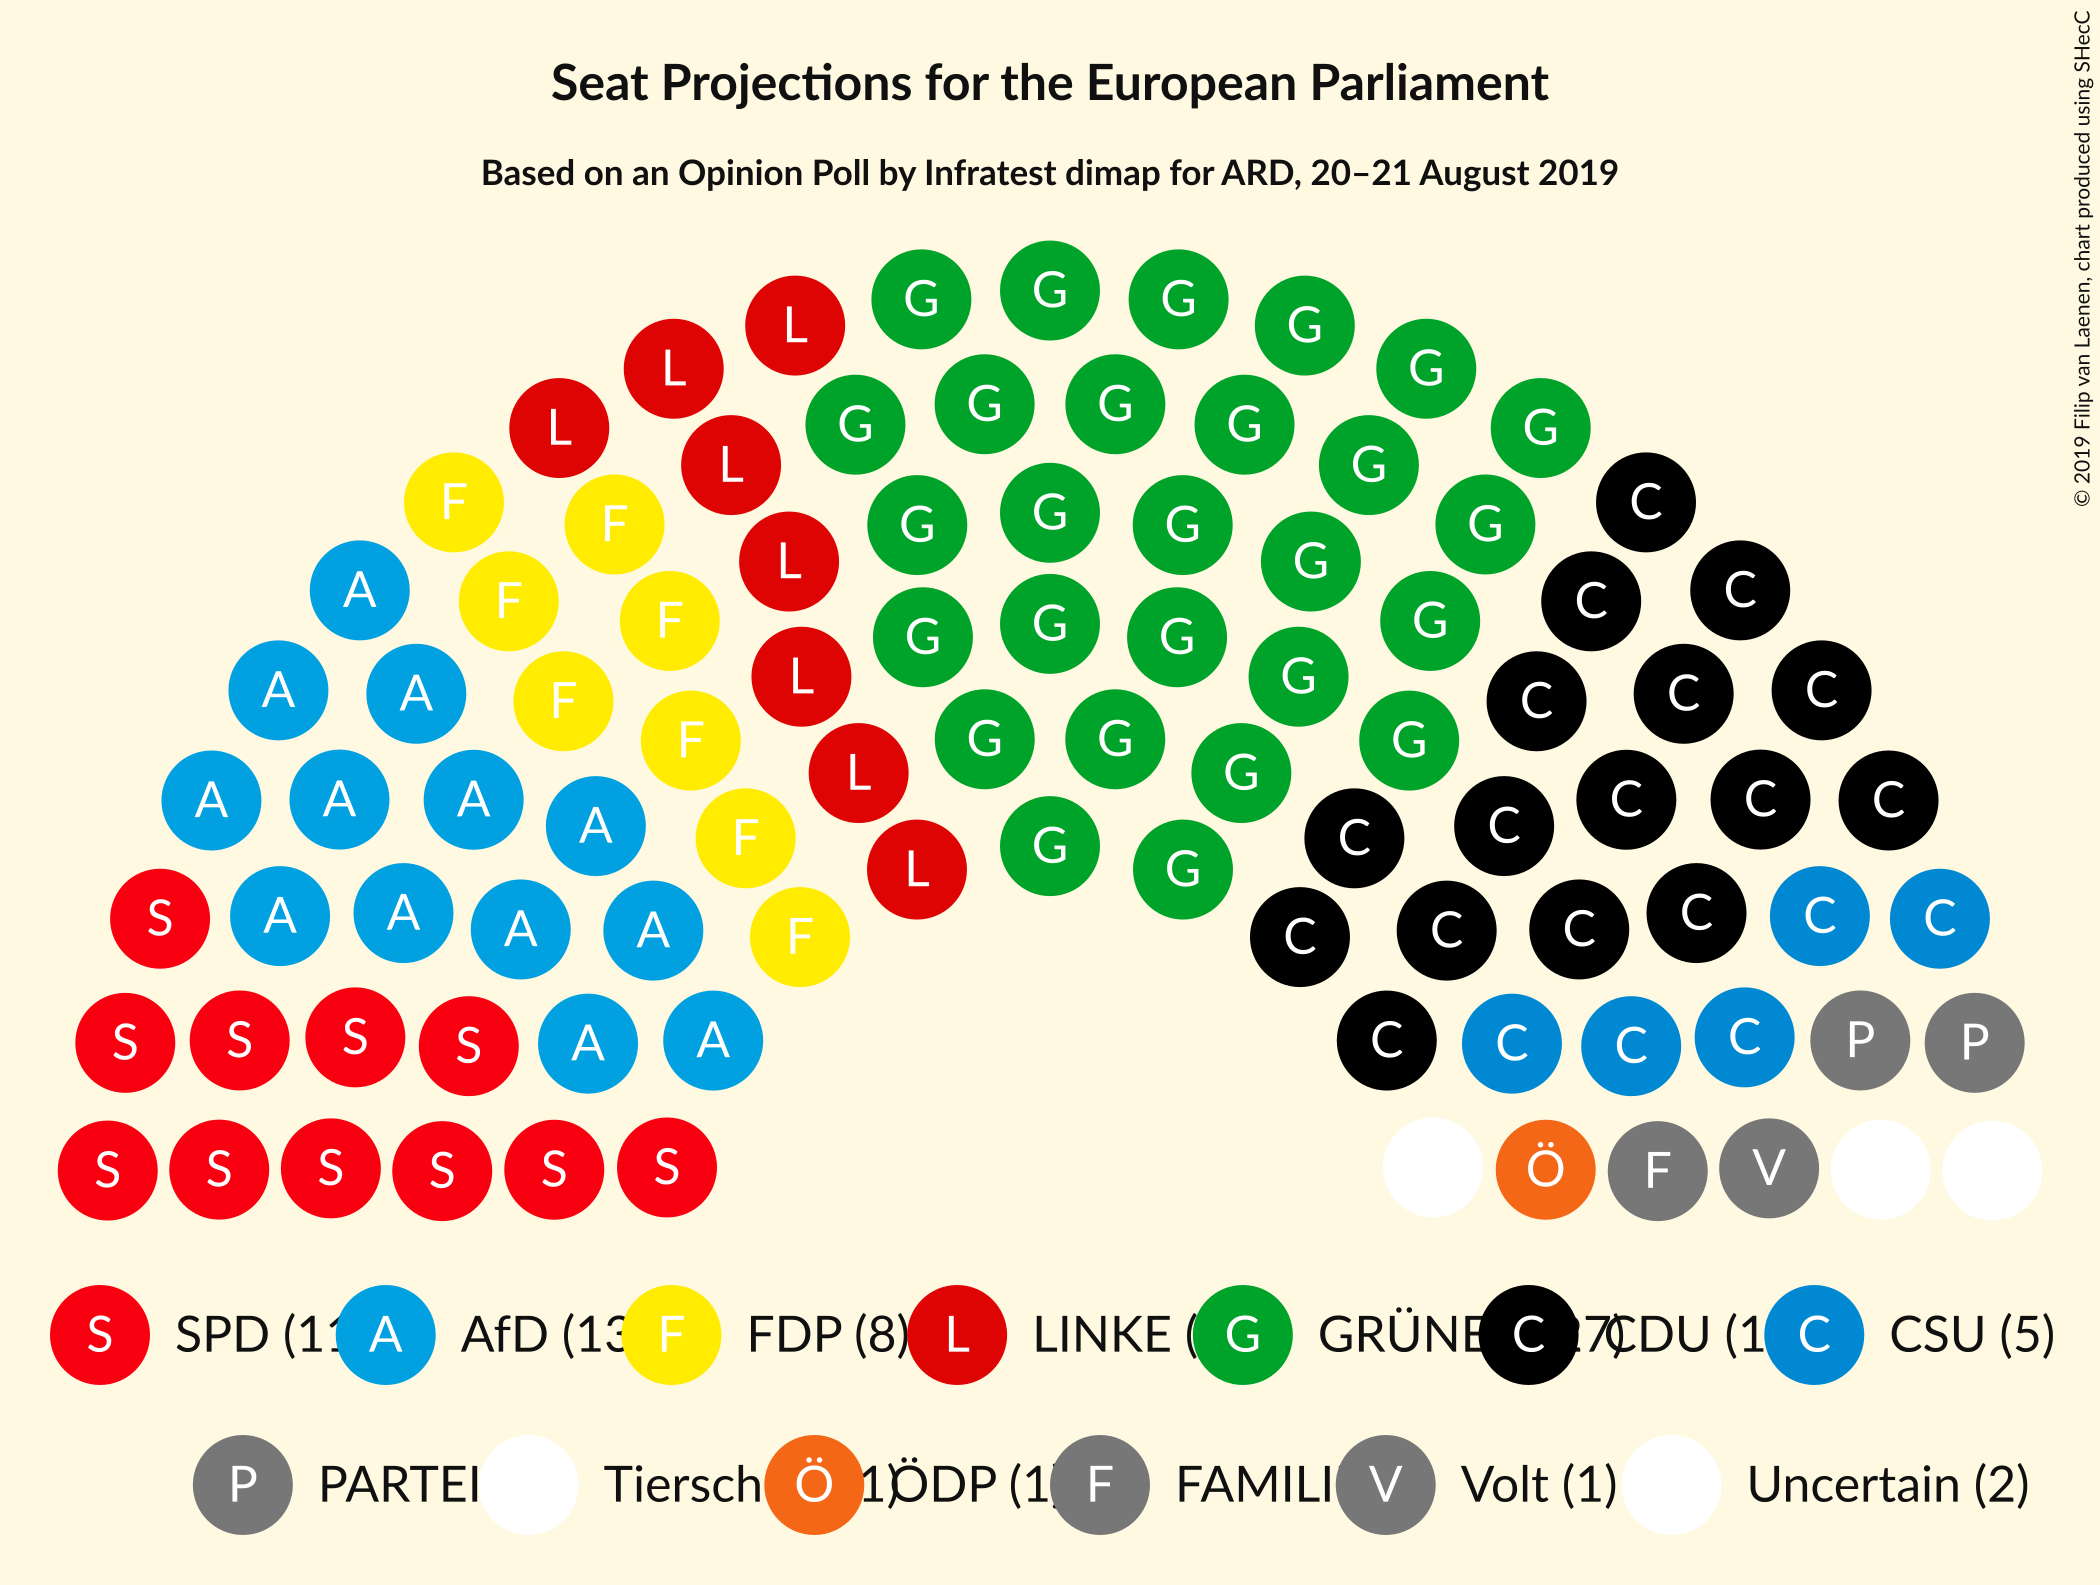 Seat Projections for the European Parliament
Based on an Opinion Poll by Infratest dimap for ARD, 20–21 August 2019
© 2019 Filip van Laenen, chart produced using SHecC
L G G G G
L G G G G G
L L G G
F F G G G G C
A F L G C C
F G G G G
A A F L G C C C
F G G G
A A A L G C C C
A F G C C
L G
S A A A A F C C C C C C
S S S S A A C C C C P P
S S S S S S Ö F V
S SPD (11 A AfD (13 F FDP (8) L LINKE ( G GRÜNE 27) C CDU (1 C CSU (5)
P PARTEI Tiersch 1) Ö ÖDP (1) F FAMILI V Volt (1) Uncertain (2)